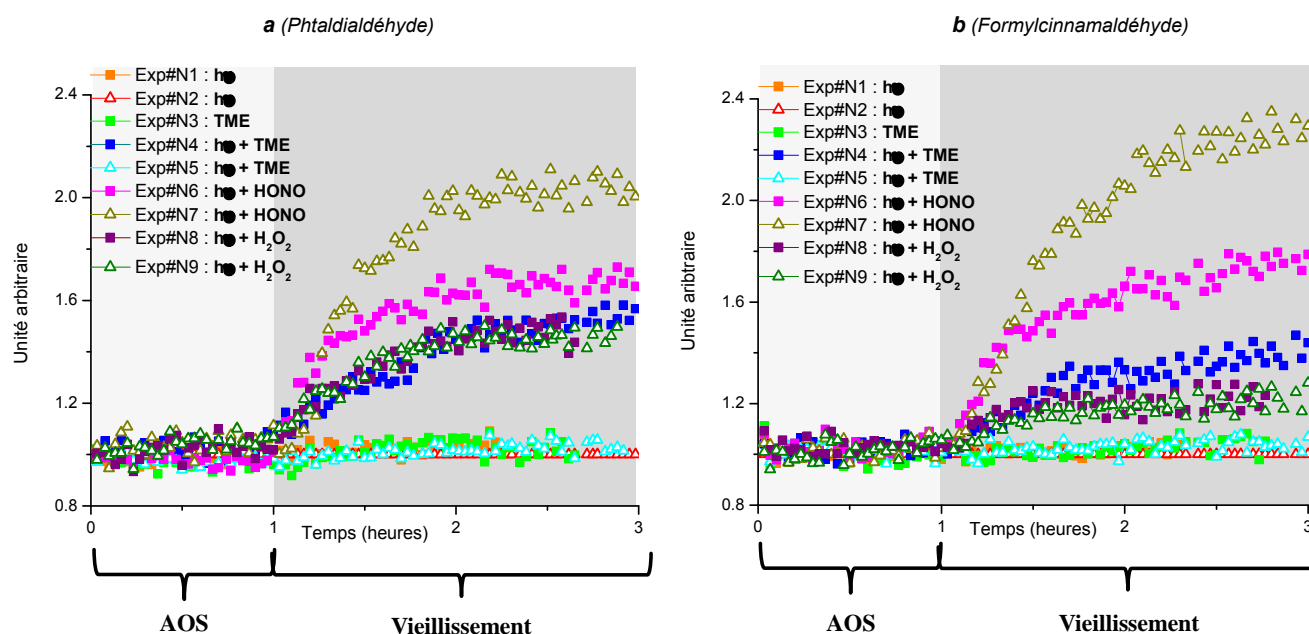 a (Phtaldialdéhyde)
Exp#N1 : h●
Exp#N2 : h●
Exp#N3 : TME
Exp#N4 : h● + TME
Exp#N5 : h● + TME
Exp#N6 : h● + HONO
Exp#N7 : h● + HONO
Exp#N8 : h● + H2O2
Exp#N9 : h● + H2O2
Unité arbitraire
2.4
2.0
1.6
1.2
0.8
0 1 2 3
Temps (heures)
AOS
Vieillissement
b (Formylcinnamaldéhyde)
Exp#N1 : h●
Exp#N2 : h●
Exp#N3 : TME
Exp#N4 : h● + TME
Exp#N5 : h● + TME
Exp#N6 : h● + HONO
Exp#N7 : h● + HONO
Exp#N8 : h● + H2O2
Exp#N9 : h● + H2O2
Unité aribtraire
2.4
2.0
1.6
1.2
0.8
0 1 2 3
Temps (heures)
AOS
Vieillissement